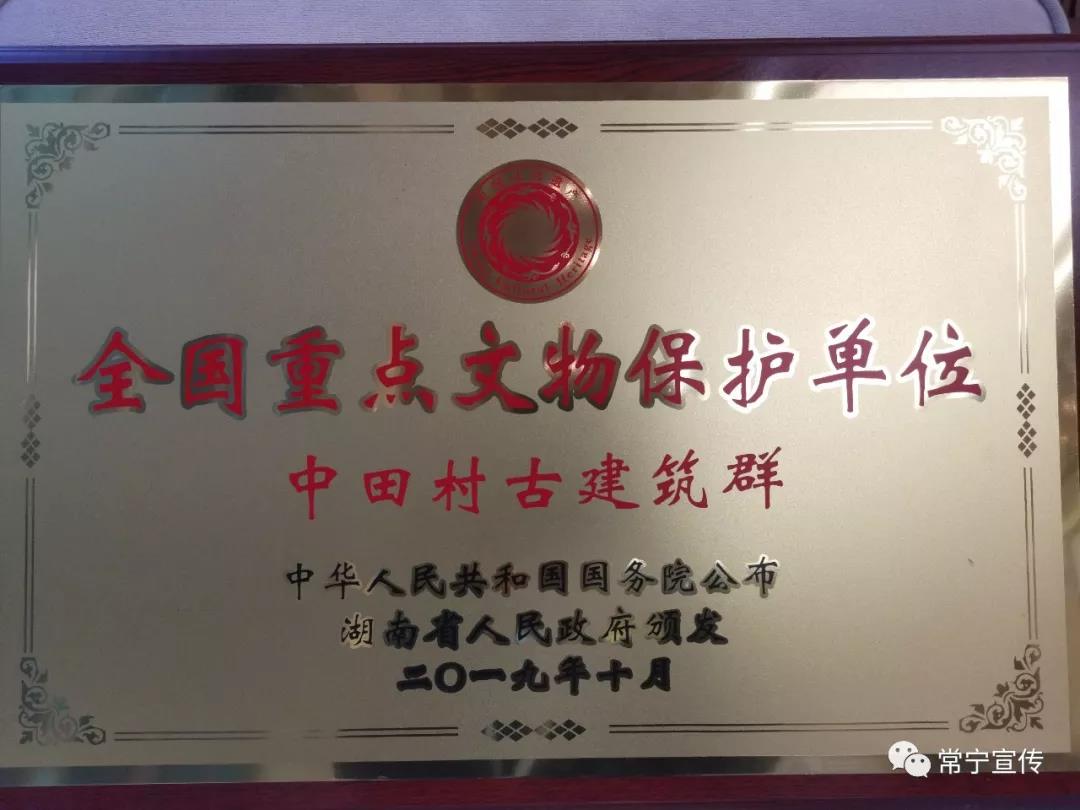 Cultural Heritage
全国重点文物保护单位
中田村古建筑群
中华人民共和国国务院公布
湖南省人民政府颁发
二〇一九年十月
常宁宣传